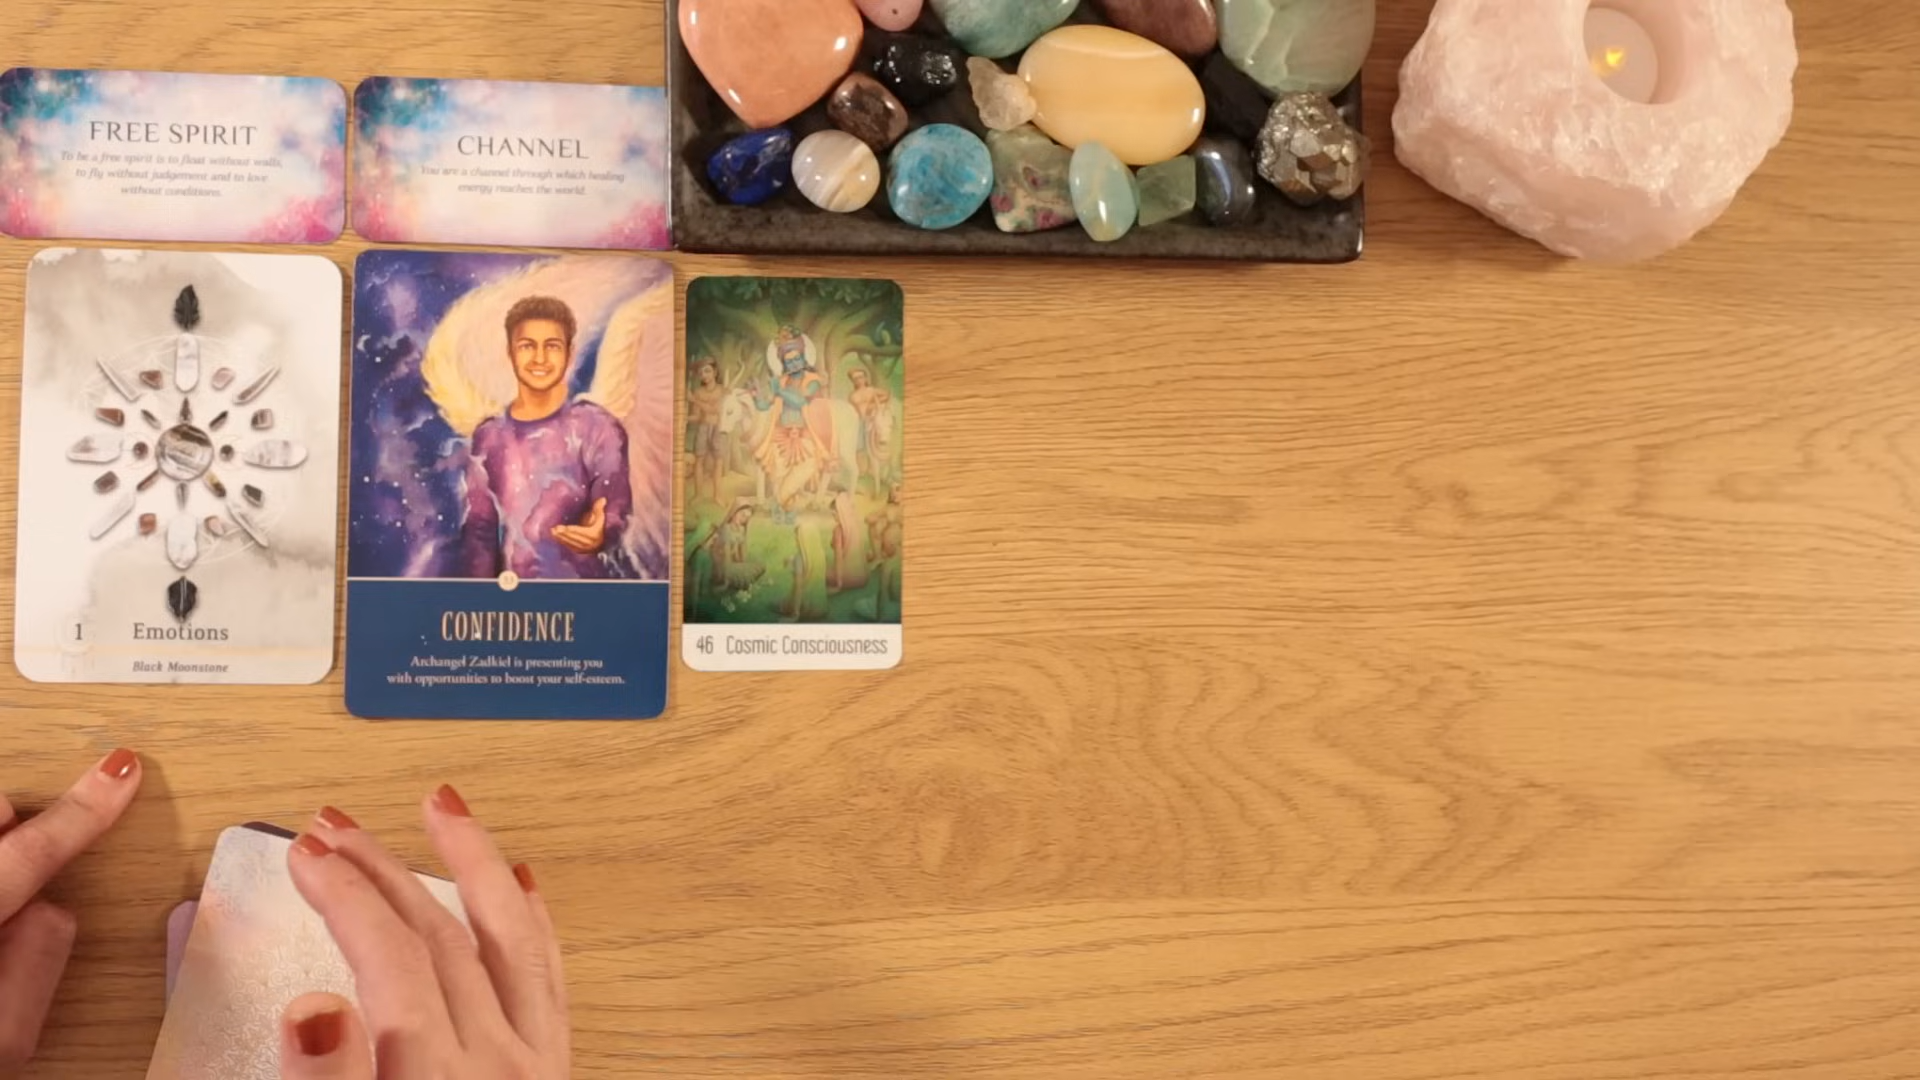 FREE SPIRIT
To be a free spirit is to float without walls,
to fly without judgement and to love
without conditions.
CHANNEL
You are a channel through which healing
energy reaches the world.
1 Emotions
Black Moonstone
CONFIDENCE
Archangel Zadkiel is presenting you
with opportunities to boost your self-esteem.
46 Cosmic Consciousness